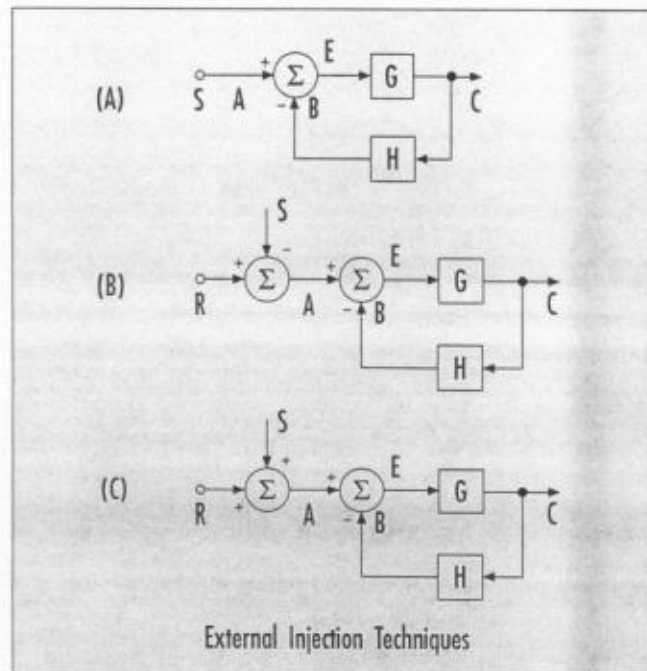 E
+
Σ
G
(A)
S
A
−
B
C
H
S
−
+
Σ
+
Σ
E
G
(B)
R
A
−
B
C
H
S
+
Σ
+
Σ
E
G
(C)
R
A
−
B
C
H
External Injection Techniques